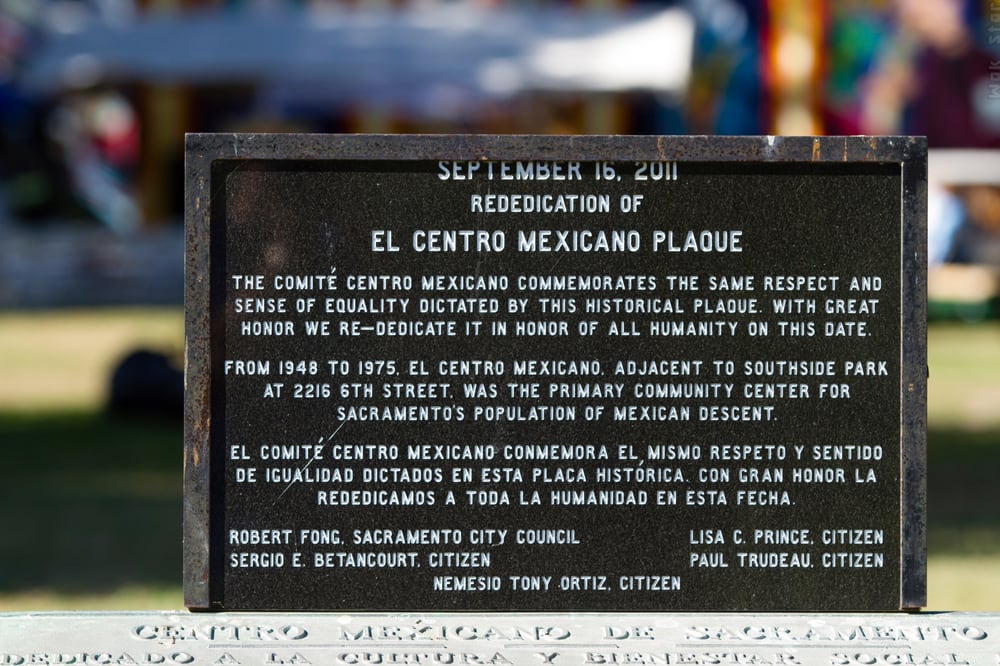 SEPTEMBER 16, 2011
REDEDICATION OF
EL CENTRO MEXICANO PLAQUE
THE COMITÉ CENTRO MEXICANO COMMEMORATES THE SAME RESPECT AND
SENSE OF EQUALITY DICTATED BY THIS HISTORICAL PLAQUE. WITH GREAT
HONOR WE RE-DEDICATE IT IN HONOR OF ALL HUMANITY ON THIS DATE.
FROM 1948 TO 1975, EL CENTRO MEXICANO, ADJACENT TO SOUTHSIDE PARK
AT 2216 6TH STREET, WAS THE PRIMARY COMMUNITY CENTER FOR
SACRAMENTO'S POPULATION OF MEXICAN DESCENT.
EL COMITÉ CENTRO MEXICANO CONMEMORA EL MISMO RESPETO Y SENTIDO
DE IGUALIDAD DICTADOS EN ESTA PLACA HISTÓRICA. CON GRAN HONOR LA
REDEDICAMOS A TODA LA HUMANIDAD EN ESTA FECHA.
ROBERT FONG, SACRAMENTO CITY COUNCIL LISA C. PRINCE, CITIZEN
SERGIO E. BETANCOURT, CITIZEN PAUL TRUDEAU, CITIZEN
NEMESIO TONY ORTIZ, CITIZEN
CENTRO MEXICANO DE SACRAMENTO
DEDICADO A LA CULTURA Y BIENESTAR SOCIAL